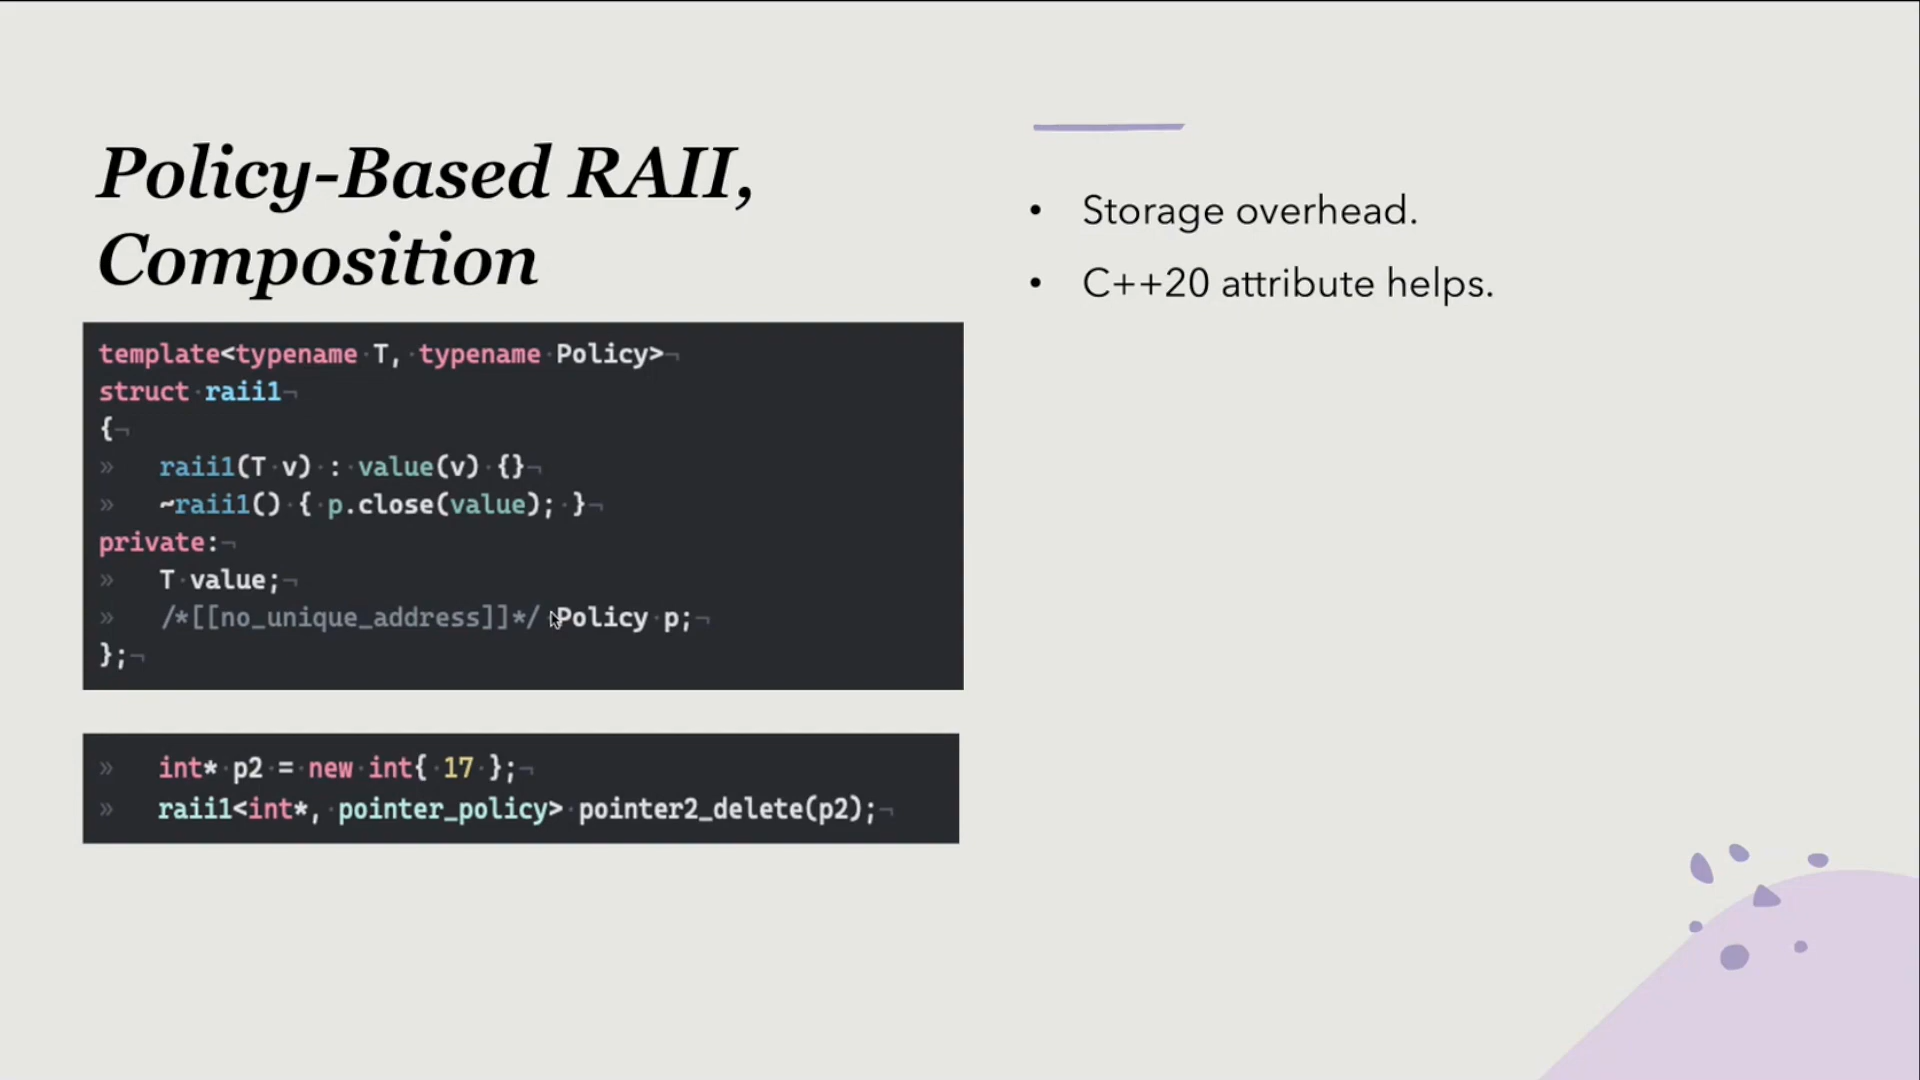 Policy-Based RAII,
Composition
template<typename T, typename Policy>¬
struct raii1¬
{¬
» raii1(T v) : value(v) {}¬
» ~raii1() { p.close(value); }¬
private:¬
» T value;¬
» /*[[no_unique_address]]*/ Policy p;¬
};¬
» int* p2 = new int{ 17 };¬
» raii1<int*, pointer_policy> pointer2_delete(p2);¬
• Storage overhead.
• C++20 attribute helps.